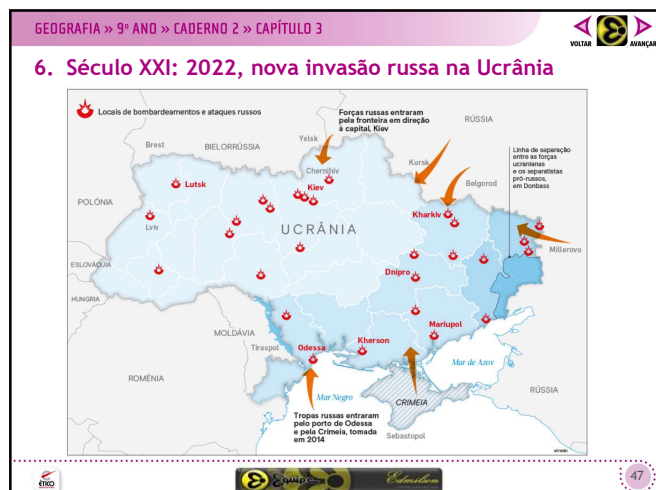 GEOGRAFIA » 9º ANO » CADERNO 2 » CAPÍTULO 3
VOLTAR
AVANÇAR
6. Século XXI: 2022, nova invasão russa na Ucrânia
Locais de bombardeamentos e ataques russos
Forças russas entraram
pela fronteira em direção
à capital, Kiev
RÚSSIA
Linha de separação
entre as forças
ucranianas
e os separatistas
pró-russos,
em Donbass
Brest
BIELORRÚSSIA
Yelsk
Chernihiv
Kursk
Belgorod
Lutsk
Kiev
POLÓNIA
Kharkiv
Lviv
UCRÂNIA
Millerovo
ESLOVÁQUIA
Dnipro
HUNGRIA
MOLDÁVIA
Mariupol
Tiraspol
Odessa
Kherson
Mar de Azov
ROMÉNIA
Mar Negro
CRIMEIA
RÚSSIA
Tropas russas entraram
pelo porto de Odessa
e pela Crimeia, tomada
em 2014
Sebastopol
ÉTICO
Equipe
Edmilson
47